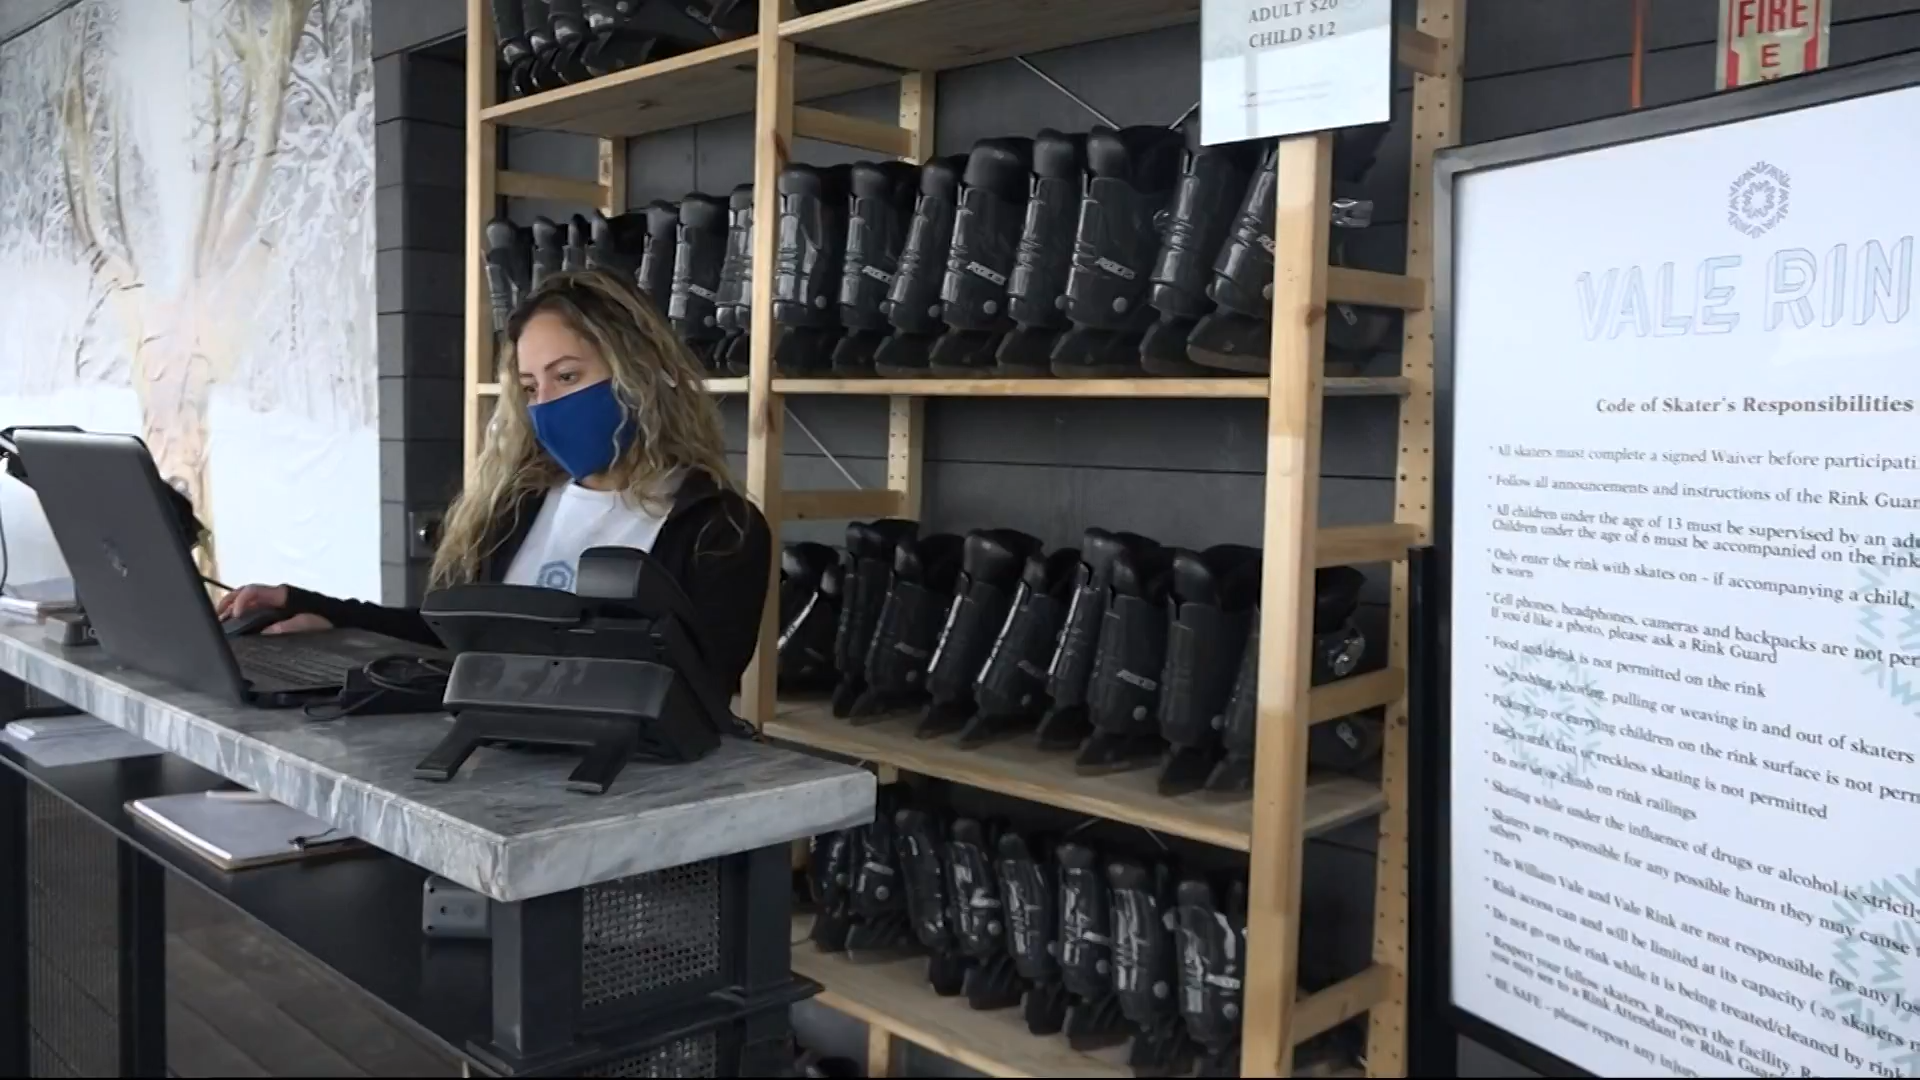 ADULT $20
CHILD $12
FIRE
E
VALE RIN
Code of Skater's Responsibilities
* All skaters must complete a signed Waiver before participati
* Follow all announcements and instructions of the Rink Guar
* All children under the age of 13 must be supervised by an adu
Children under the age of 6 must be accompanied on the rink
* Only enter the rink with skates on - if accompanying a child,
be worn
* Cell phones, headphones, cameras and backpacks are not per
If you'd like a photo, please ask a Rink Guard
* Food and drink is not permitted on the rink
* No pushing, shoving, pulling or weaving in and out of skaters
* Picking up or carrying children on the rink surface is not perm
* Backwards, fast or reckless skating is not permitted
* Do not sit or climb on rink railings
* Skating while under the influence of drugs or alcohol is strictly
* Skaters are responsible for any possible harm they may cause
others
* The William Vale and Vale Rink are not responsible for any los
* Rink access can and will be limited at its capacity ( 20 skaters
* Do not go on the rink while it is being treated/cleaned by rink
* Respect your fellow skaters. Respect the facility.
you may see to a Rink Attendant or Rink Guar
* BE SAFE - please report any injur